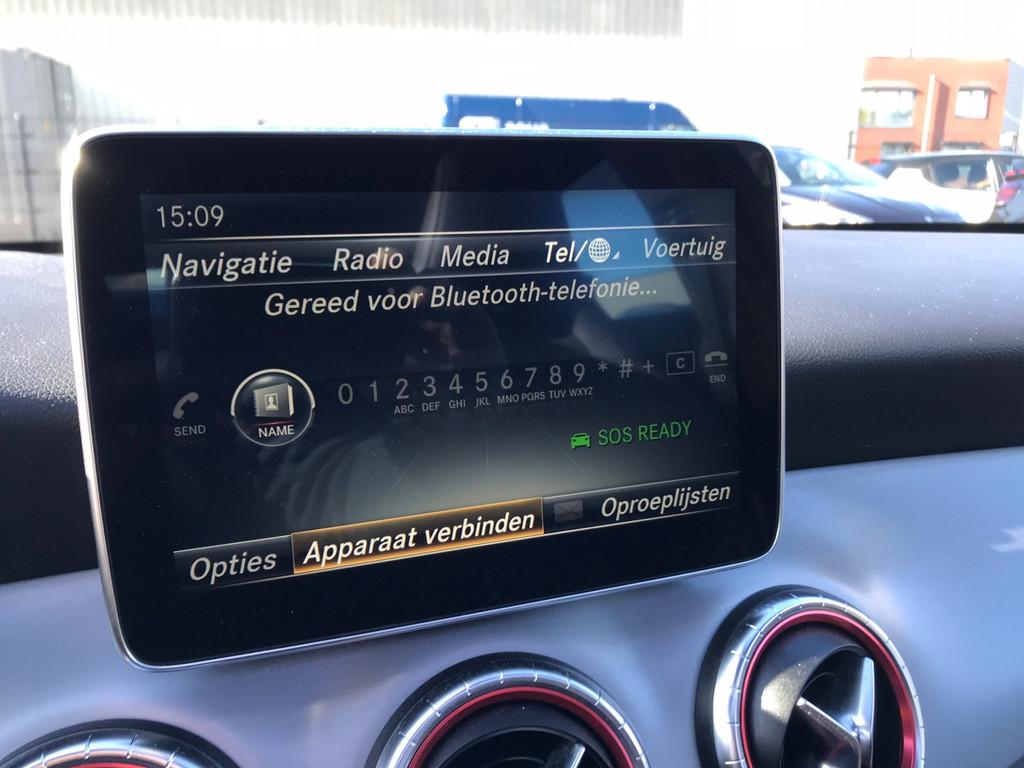 15:09
Navigatie Radio Media Tel/ Voertuig
Gereed voor Bluetooth-telefonie...
0 1 2 3 4 5 6 7 8 9 * # + C
ABC DEF GHI JKL MNO PQRS TUV WXYZ
SEND NAME END
SOS READY
Opties Apparaat verbinden Oproeplijsten